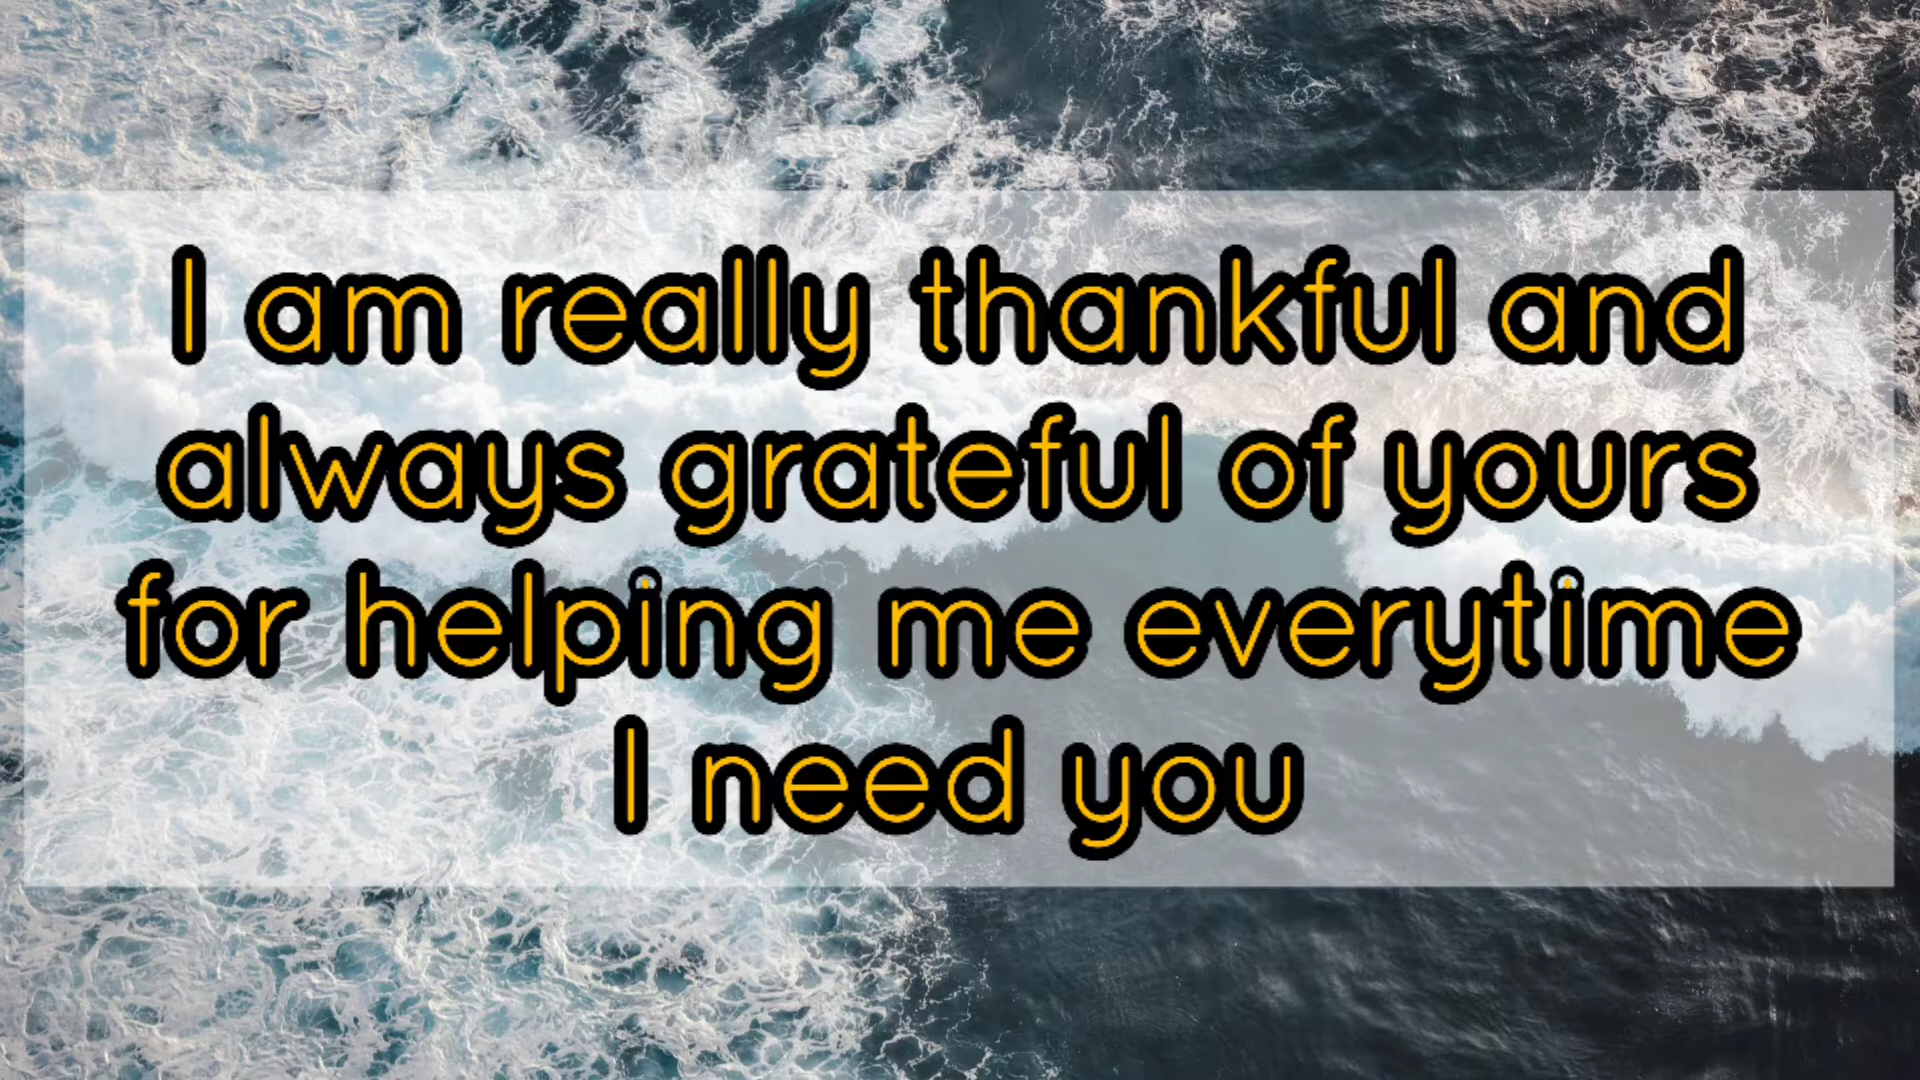 I am really thankful and
always grateful of yours
for helping me everytime
I need you